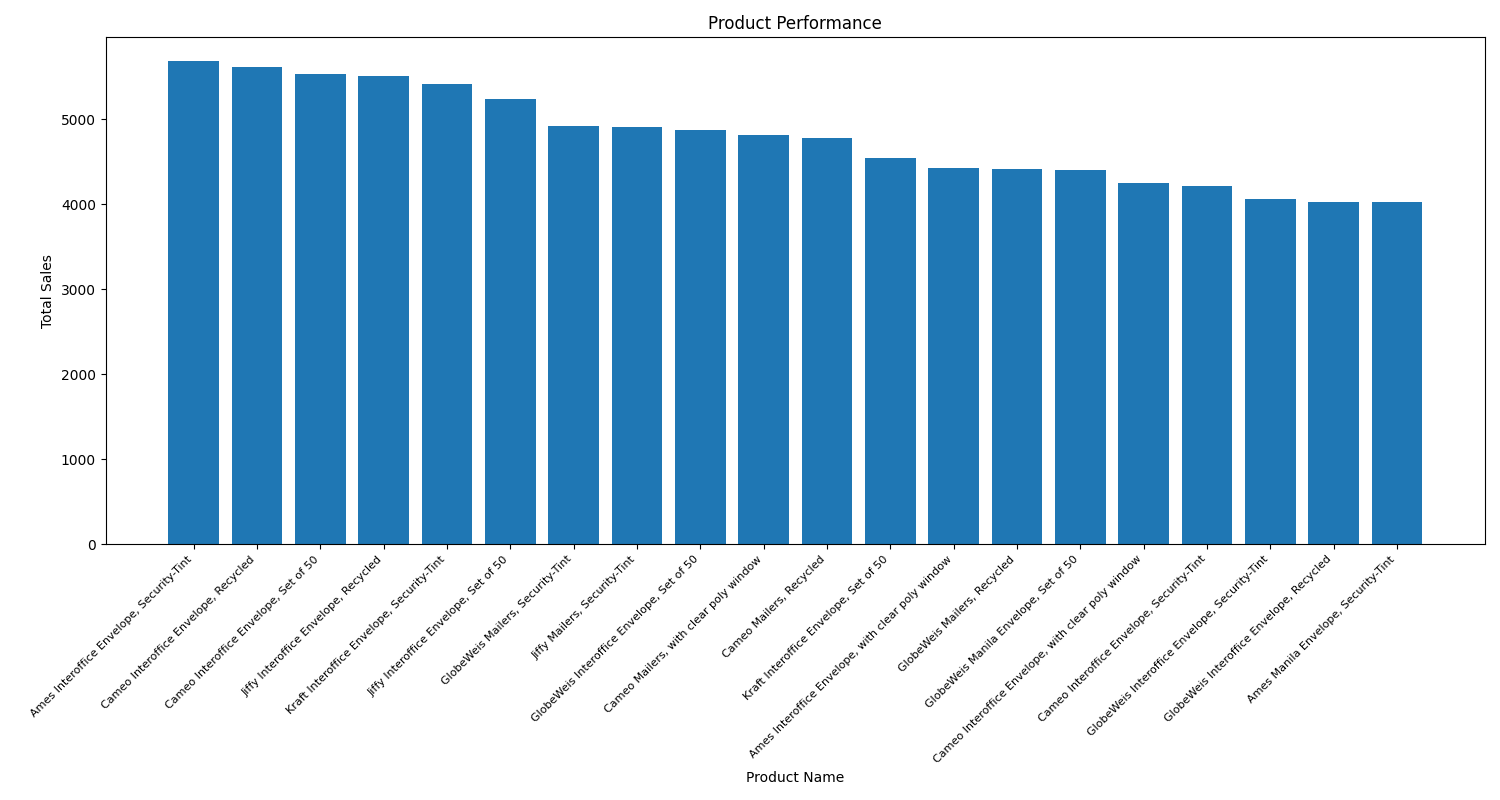 Product Performance
Total Sales
5000
4000
3000
2000
1000
0
Ames Interoffice Envelope, Security-Tint
Cameo Interoffice Envelope, Recycled
Cameo Interoffice Envelope, Set of 50
Jiffy Interoffice Envelope, Recycled
Kraft Interoffice Envelope, Security-Tint
Jiffy Interoffice Envelope, Set of 50
GlobeWeis Mailers, Security-Tint
Jiffy Mailers, Security-Tint
GlobeWeis Interoffice Envelope, Set of 50
Cameo Mailers, with clear poly window
Cameo Mailers, Recycled
Kraft Interoffice Envelope, Set of 50
Ames Interoffice Envelope, with clear poly window
GlobeWeis Mailers, Recycled
GlobeWeis Manila Envelope, Set of 50
Cameo Interoffice Envelope, with clear poly window
Cameo Interoffice Envelope, Security-Tint
GlobeWeis Interoffice Envelope, Security-Tint
GlobeWeis Interoffice Envelope, Recycled
Ames Manila Envelope, Security-Tint
Product Name